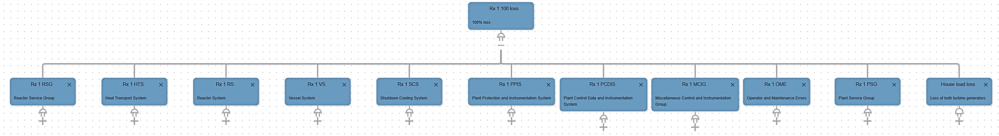 Rx 1 100 loss
100% loss
Rx 1 RSG
Reactor Service Group
Rx 1 HTS
Heat Transport System
Rx 1 RS
Reactor System
Rx 1 VS
Vessel System
Rx 1 SCS
Shutdown Cooling System
Rx 1 PPIS
Plant Protection and Instrumentation System
Rx 1 PCDIS
Plant Control Data and Instrumentation
System
Rx 1 MCIG
Miscellaneous Control and Instrumentation
Group
Rx 1 OME
Operator and Maintenance Errors
Rx 1 PSG
Plant Service Group
House load loss
Loss of both turbine generators